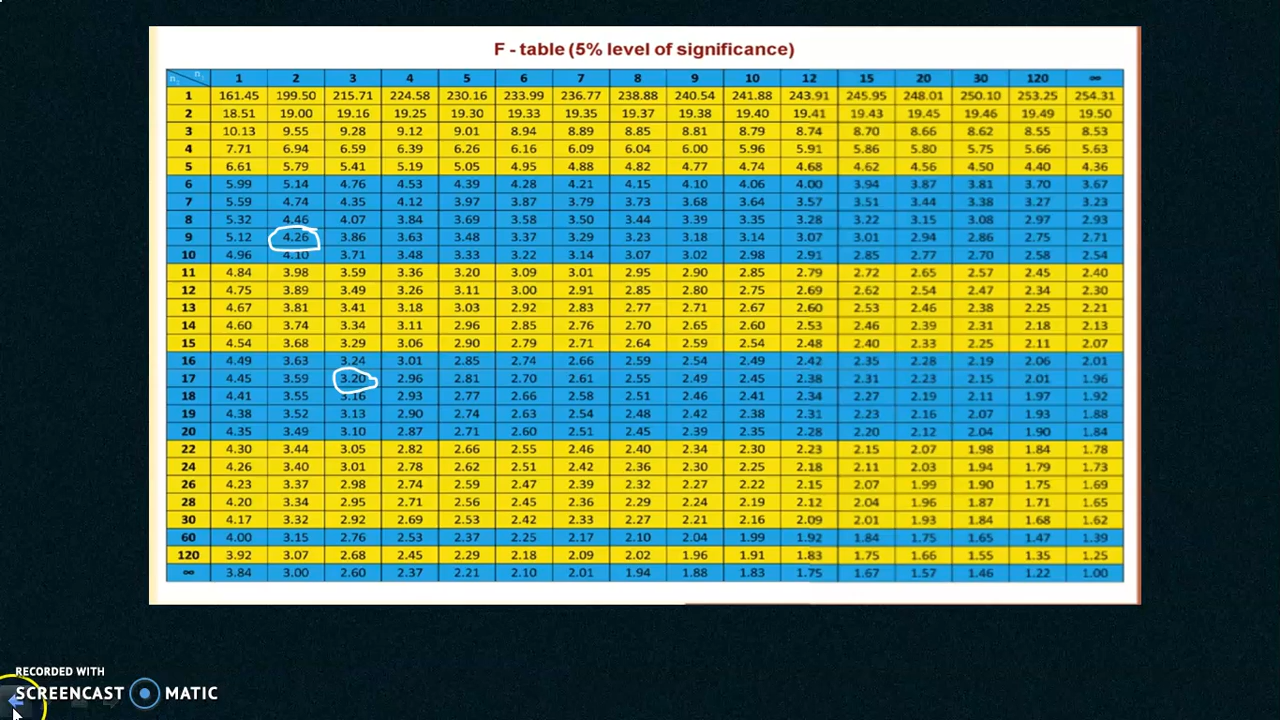 F - table (5% level of significance)
n₂ n₁ 1 2 3 4 5 6 7 8 9 10 12 15 20 30 120 ∞
1 161.45 199.50 215.71 224.58 230.16 233.99 236.77 238.88 240.54 241.88 243.91 245.95 248.01 250.10 253.25 254.31
2 18.51 19.00 19.16 19.25 19.30 19.33 19.35 19.37 19.38 19.40 19.41 19.43 19.45 19.46 19.49 19.50
3 10.13 9.55 9.28 9.12 9.01 8.94 8.89 8.85 8.81 8.79 8.74 8.70 8.66 8.62 8.55 8.53
4 7.71 6.94 6.59 6.39 6.26 6.16 6.09 6.04 6.00 5.96 5.91 5.86 5.80 5.75 5.66 5.63
5 6.61 5.79 5.41 5.19 5.05 4.95 4.88 4.82 4.77 4.74 4.68 4.62 4.56 4.50 4.40 4.36
6 5.99 5.14 4.76 4.53 4.39 4.28 4.21 4.15 4.10 4.06 4.00 3.94 3.87 3.81 3.70 3.67
7 5.59 4.74 4.35 4.12 3.97 3.87 3.79 3.73 3.68 3.64 3.57 3.51 3.44 3.38 3.27 3.23
8 5.32 4.46 4.07 3.84 3.69 3.58 3.50 3.44 3.39 3.35 3.28 3.22 3.15 3.08 2.97 2.93
9 5.12 4.26 3.86 3.63 3.48 3.37 3.29 3.23 3.18 3.14 3.07 3.01 2.94 2.86 2.75 2.71
10 4.96 4.10 3.71 3.48 3.33 3.22 3.14 3.07 3.02 2.98 2.91 2.85 2.77 2.70 2.58 2.54
11 4.84 3.98 3.59 3.36 3.20 3.09 3.01 2.95 2.90 2.85 2.79 2.72 2.65 2.57 2.45 2.40
12 4.75 3.89 3.49 3.26 3.11 3.00 2.91 2.85 2.80 2.75 2.69 2.62 2.54 2.47 2.34 2.30
13 4.67 3.81 3.41 3.18 3.03 2.92 2.83 2.77 2.71 2.67 2.60 2.53 2.46 2.38 2.25 2.21
14 4.60 3.74 3.34 3.11 2.96 2.85 2.76 2.70 2.65 2.60 2.53 2.46 2.39 2.31 2.18 2.13
15 4.54 3.68 3.29 3.06 2.90 2.79 2.71 2.64 2.59 2.54 2.48 2.40 2.33 2.25 2.11 2.07
16 4.49 3.63 3.24 3.01 2.85 2.74 2.66 2.59 2.54 2.49 2.42 2.35 2.28 2.19 2.06 2.01
17 4.45 3.59 3.20 2.96 2.81 2.70 2.61 2.55 2.49 2.45 2.38 2.31 2.23 2.15 2.01 1.96
18 4.41 3.55 3.16 2.93 2.77 2.66 2.58 2.51 2.46 2.41 2.34 2.27 2.19 2.11 1.97 1.92
19 4.38 3.52 3.13 2.90 2.74 2.63 2.54 2.48 2.42 2.38 2.31 2.23 2.16 2.07 1.93 1.88
20 4.35 3.49 3.10 2.87 2.71 2.60 2.51 2.45 2.39 2.35 2.28 2.20 2.12 2.04 1.90 1.84
22 4.30 3.44 3.05 2.82 2.66 2.55 2.46 2.40 2.34 2.30 2.23 2.15 2.07 1.98 1.84 1.78
24 4.26 3.40 3.01 2.78 2.62 2.51 2.42 2.36 2.30 2.25 2.18 2.11 2.03 1.94 1.79 1.73
26 4.23 3.37 2.98 2.74 2.59 2.47 2.39 2.32 2.27 2.22 2.15 2.07 1.99 1.90 1.75 1.69
28 4.20 3.34 2.95 2.71 2.56 2.45 2.36 2.29 2.24 2.19 2.12 2.04 1.96 1.87 1.71 1.65
30 4.17 3.32 2.92 2.69 2.53 2.42 2.33 2.27 2.21 2.16 2.09 2.01 1.93 1.84 1.68 1.62
60 4.00 3.15 2.76 2.53 2.37 2.25 2.17 2.10 2.04 1.99 1.92 1.84 1.75 1.65 1.47 1.39
120 3.92 3.07 2.68 2.45 2.29 2.18 2.09 2.02 1.96 1.91 1.83 1.75 1.66 1.55 1.35 1.25
∞ 3.84 3.00 2.60 2.37 2.21 2.10 2.01 1.94 1.88 1.83 1.75 1.67 1.57 1.46 1.22 1.00
RECORDED WITH
SCREENCAST MATIC